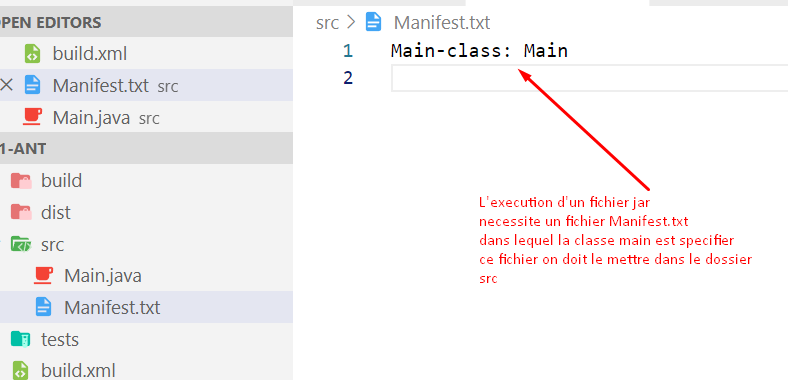 OPEN EDITORS
build.xml
Manifest.txt src
Main.java src
1-ANT
build
dist
src
Main.java
Manifest.txt
tests
build.xml
src > Manifest.txt
1 Main-class: Main
2
L'execution d'un fichier jar
necessite un fichier Manifest.txt
dans lequel la classe main est specifier
ce fichier on doit le mettre dans le dossier
src